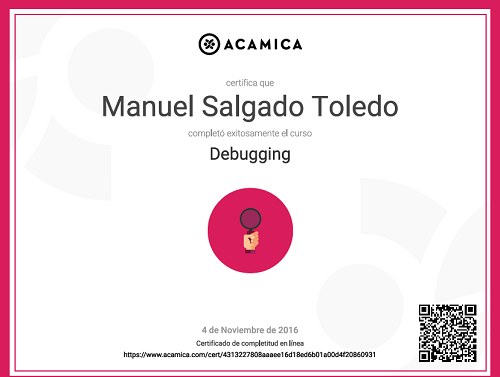 ACAMICA
certifica que
Manuel Salgado Toledo
completó exitosamente el curso
Debugging
4 de Noviembre de 2016
Certificado de completitud en línea
https://www.acamica.com/cert/4313227808aaaee16d18ed6b01a00d4f20860931